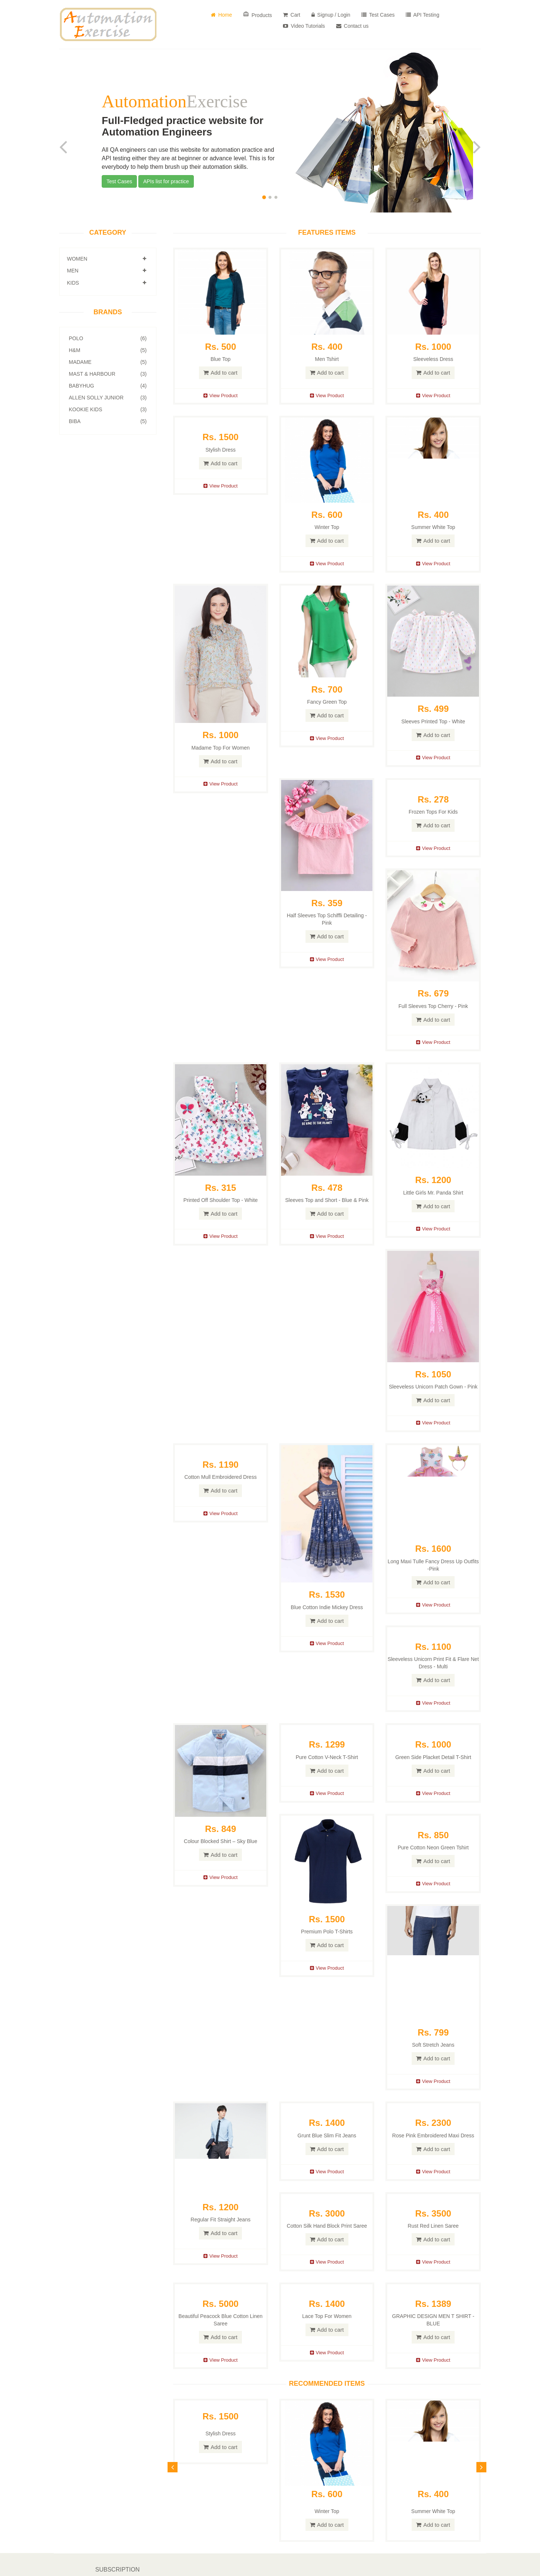 Automation
Exercise
Home
Products
Cart
Signup / Login
Test Cases
API Testing
Video Tutorials
Contact us
AutomationExercise
Full-Fledged practice website for
Automation Engineers
All QA engineers can use this website for automation practice and
API testing either they are at beginner or advance level. This is for
everybody to help them brush up their automation skills.
Test Cases
APIs list for practice
CATEGORY
WOMEN
MEN
KIDS
BRANDS
POLO (6)
H&M (5)
MADAME (5)
MAST & HARBOUR (3)
BABYHUG (4)
ALLEN SOLLY JUNIOR (3)
KOOKIE KIDS (3)
BIBA (5)
FEATURES ITEMS
Rs. 500
Blue Top
Add to cart
View Product
Rs. 400
Men Tshirt
Add to cart
View Product
Rs. 1000
Sleeveless Dress
Add to cart
View Product
Rs. 1500
Stylish Dress
Add to cart
View Product
Rs. 600
Winter Top
Add to cart
View Product
Rs. 400
Summer White Top
Add to cart
View Product
Rs. 1000
Madame Top For Women
Add to cart
View Product
Rs. 700
Fancy Green Top
Add to cart
View Product
Rs. 499
Sleeves Printed Top - White
Add to cart
View Product
Rs. 359
Half Sleeves Top Schiffli Detailing -
Pink
Add to cart
View Product
Rs. 278
Frozen Tops For Kids
Add to cart
View Product
Rs. 679
Full Sleeves Top Cherry - Pink
Add to cart
View Product
Rs. 315
Printed Off Shoulder Top - White
Add to cart
View Product
Rs. 478
Sleeves Top and Short - Blue & Pink
Add to cart
View Product
Rs. 1200
Little Girls Mr. Panda Shirt
Add to cart
View Product
Rs. 1050
Sleeveless Unicorn Patch Gown - Pink
Add to cart
View Product
Rs. 1190
Cotton Mull Embroidered Dress
Add to cart
View Product
Rs. 1530
Blue Cotton Indie Mickey Dress
Add to cart
View Product
Rs. 1600
Long Maxi Tulle Fancy Dress Up Outfits
-Pink
Add to cart
View Product
Rs. 1100
Sleeveless Unicorn Print Fit & Flare Net
Dress - Multi
Add to cart
View Product
Rs. 849
Colour Blocked Shirt – Sky Blue
Add to cart
View Product
Rs. 1299
Pure Cotton V-Neck T-Shirt
Add to cart
View Product
Rs. 1000
Green Side Placket Detail T-Shirt
Add to cart
View Product
Rs. 1500
Premium Polo T-Shirts
Add to cart
View Product
Rs. 850
Pure Cotton Neon Green Tshirt
Add to cart
View Product
Rs. 799
Soft Stretch Jeans
Add to cart
View Product
Rs. 1200
Regular Fit Straight Jeans
Add to cart
View Product
Rs. 1400
Grunt Blue Slim Fit Jeans
Add to cart
View Product
Rs. 2300
Rose Pink Embroidered Maxi Dress
Add to cart
View Product
Rs. 3000
Cotton Silk Hand Block Print Saree
Add to cart
View Product
Rs. 3500
Rust Red Linen Saree
Add to cart
View Product
Rs. 5000
Beautiful Peacock Blue Cotton Linen
Saree
Add to cart
View Product
Rs. 1400
Lace Top For Women
Add to cart
View Product
Rs. 1389
GRAPHIC DESIGN MEN T SHIRT -
BLUE
Add to cart
View Product
RECOMMENDED ITEMS
Rs. 1500
Stylish Dress
Add to cart
Rs. 600
Winter Top
Add to cart
Rs. 400
Summer White Top
Add to cart
SUBSCRIPTION